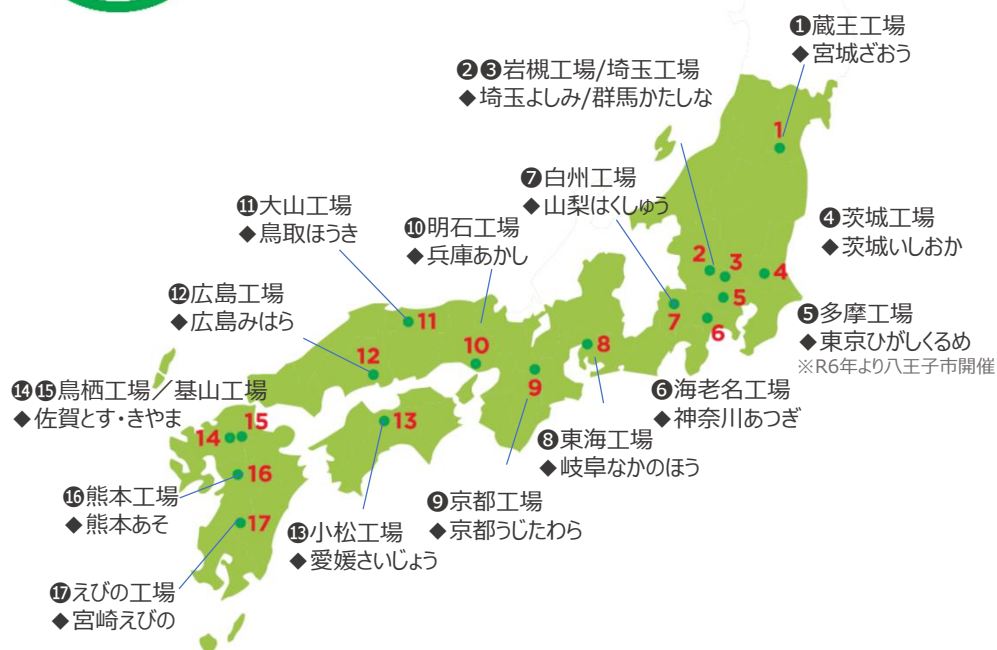 ❶蔵王工場
◆宮城ざおう
❷❸岩槻工場/埼玉工場
◆埼玉よしみ/群馬かたしな
❼白州工場
◆山梨はくしゅう
⓫大山工場
◆鳥取ほうき
❿明石工場
◆兵庫あかし
❹茨城工場
◆茨城いしおか
⓬広島工場
◆広島みはら
❺多摩工場
◆東京ひがしくるめ
※R6年より八王子市開催
⓮⓯鳥栖工場／基山工場
◆佐賀とす・きやま
❻海老名工場
◆神奈川あつぎ
❽東海工場
◆岐阜なかのほう
⓰熊本工場
◆熊本あそ
❾京都工場
◆京都うじたわら
⓭小松工場
◆愛媛さいじょう
⓱えびの工場
◆宮崎えびの
1
2
3
4
5
6
7
8
9
10
11
12
13
14
15
16
17